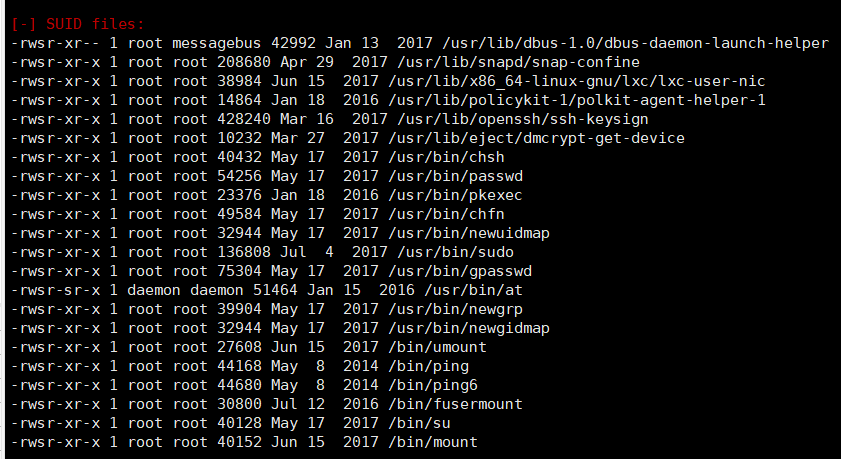 [-] SUID files:
-rwsr-xr-- 1 root messagebus 42992 Jan 13  2017 /usr/lib/dbus-1.0/dbus-daemon-launch-helper
-rwsr-xr-x 1 root root 208680 Apr 29  2017 /usr/lib/snapd/snap-confine
-rwsr-xr-x 1 root root 38984 Jun 15  2017 /usr/lib/x86_64-linux-gnu/lxc/lxc-user-nic
-rwsr-xr-x 1 root root 14864 Jan 18  2016 /usr/lib/policykit-1/polkit-agent-helper-1
-rwsr-xr-x 1 root root 428240 Mar 16  2017 /usr/lib/openssh/ssh-keysign
-rwsr-xr-x 1 root root 10232 Mar 27  2017 /usr/lib/eject/dmcrypt-get-device
-rwsr-xr-x 1 root root 40432 May 17  2017 /usr/bin/chsh
-rwsr-xr-x 1 root root 54256 May 17  2017 /usr/bin/passwd
-rwsr-xr-x 1 root root 23376 Jan 18  2016 /usr/bin/pkexec
-rwsr-xr-x 1 root root 49584 May 17  2017 /usr/bin/chfn
-rwsr-xr-x 1 root root 32944 May 17  2017 /usr/bin/newuidmap
-rwsr-xr-x 1 root root 136808 Jul  4  2017 /usr/bin/sudo
-rwsr-xr-x 1 root root 75304 May 17  2017 /usr/bin/gpasswd
-rwsr-sr-x 1 daemon daemon 51464 Jan 15  2016 /usr/bin/at
-rwsr-xr-x 1 root root 39904 May 17  2017 /usr/bin/newgrp
-rwsr-xr-x 1 root root 32944 May 17  2017 /usr/bin/newgidmap
-rwsr-xr-x 1 root root 27608 Jun 15  2017 /bin/umount
-rwsr-xr-x 1 root root 44168 May  8  2014 /bin/ping
-rwsr-xr-x 1 root root 44680 May  8  2014 /bin/ping6
-rwsr-xr-x 1 root root 30800 Jul 12  2016 /bin/fusermount
-rwsr-xr-x 1 root root 40128 May 17  2017 /bin/su
-rwsr-xr-x 1 root root 40152 Jun 15  2017 /bin/mount